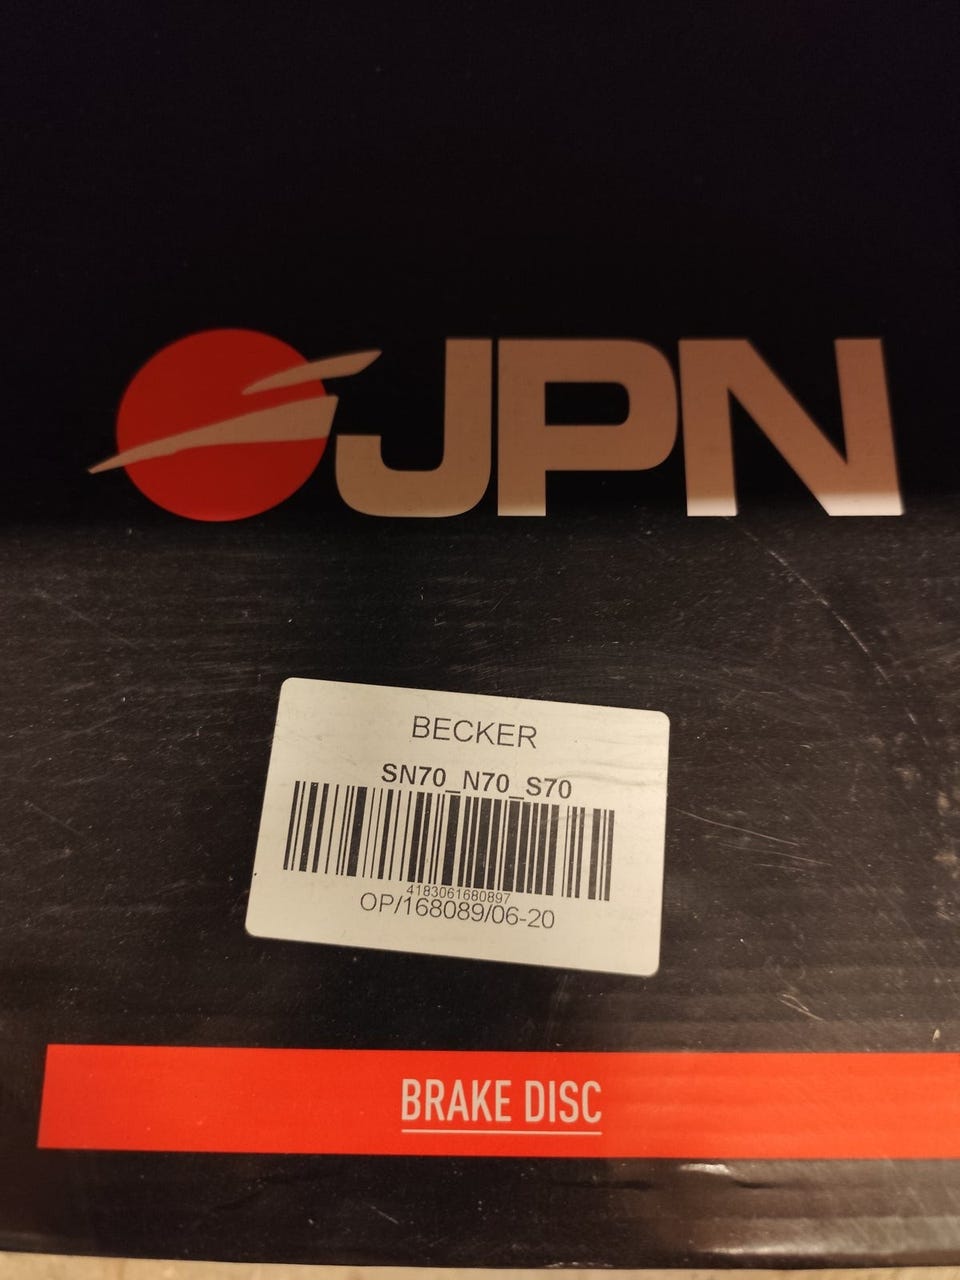 JPN
BECKER
SN70_N70_S70
4183061680897
OP/168089/06-20
BRAKE DISC